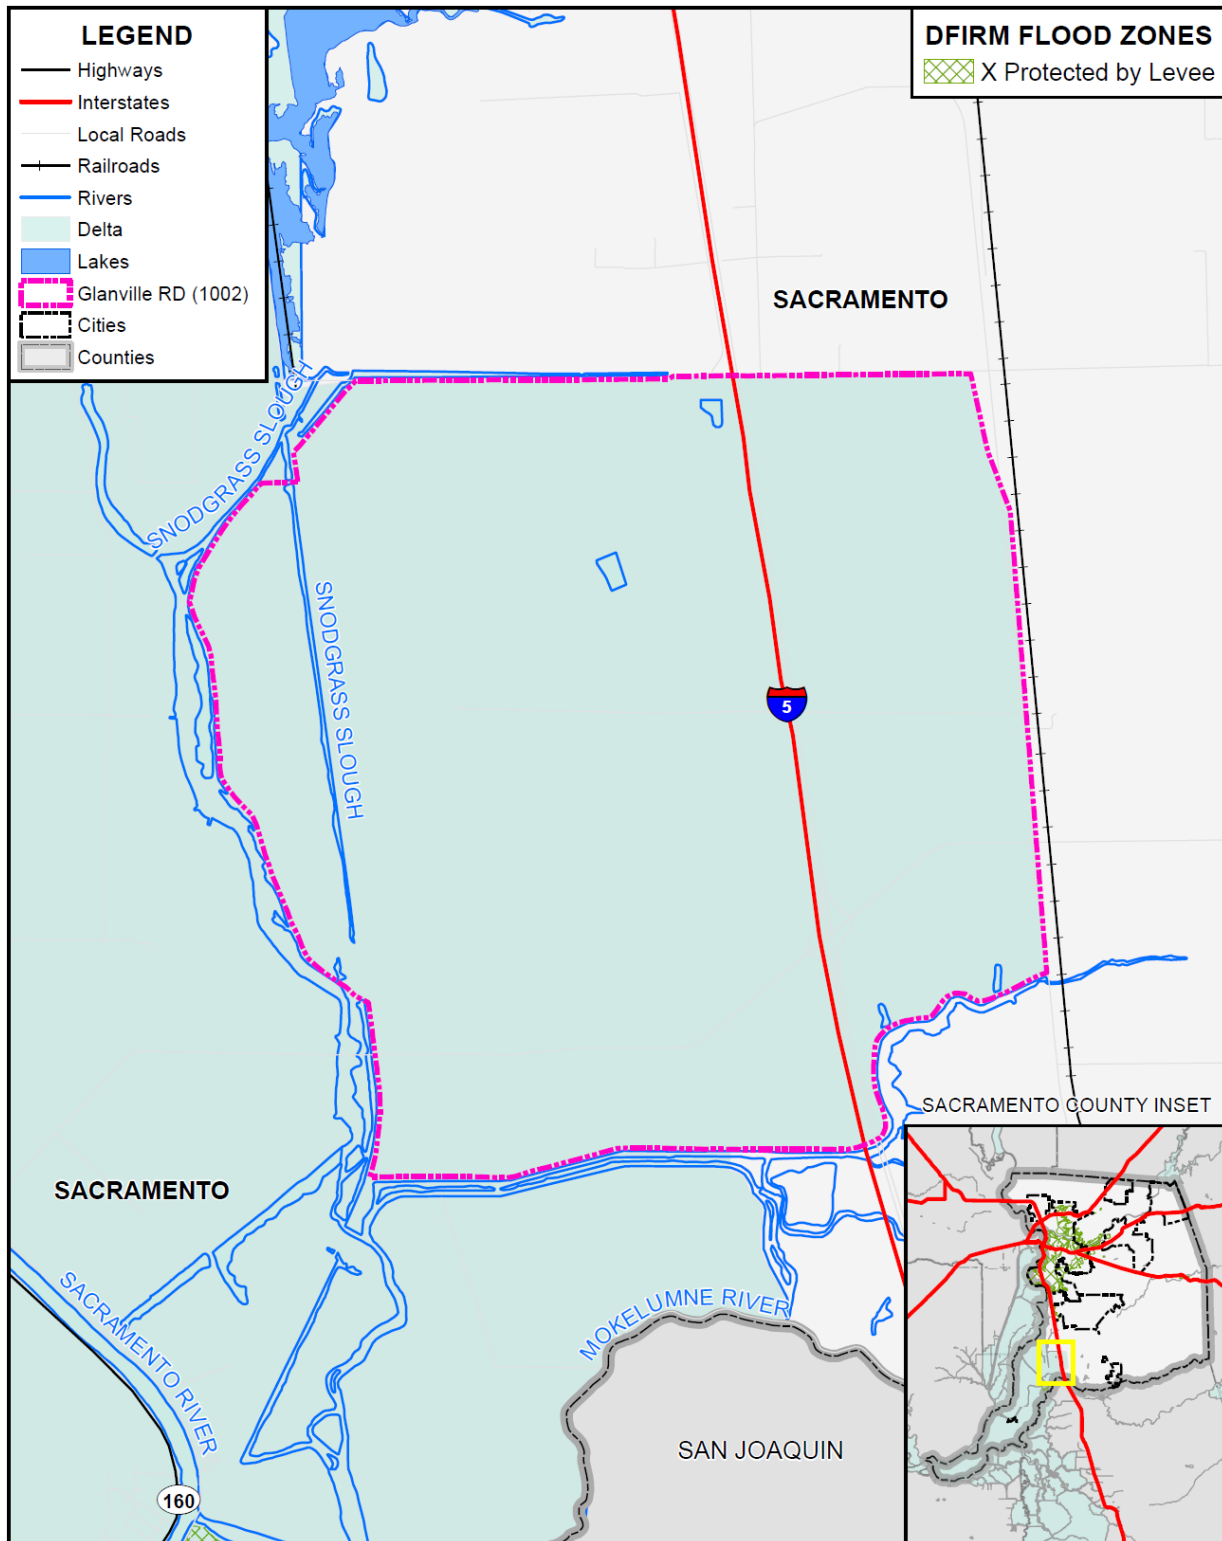 LEGEND
Highways
Interstates
Local Roads
Railroads
Rivers
Delta
Lakes
Glanville RD (1002)
Cities
Counties
DFIRM FLOOD ZONES
X Protected by Levee
SACRAMENTO
SNODGRASS SLOUGH
SNODGRASS SLOUGH
5
SACRAMENTO COUNTY INSET
SACRAMENTO
SACRAMENTO RIVER
MOKELUMNE RIVER
SAN JOAQUIN
160